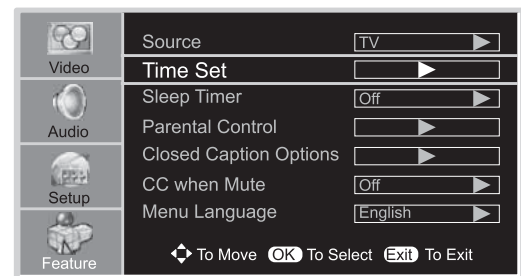 Video
Audio
Setup
Feature
Source TV
Time Set
Sleep Timer Off
Parental Control
Closed Caption Options
CC when Mute Off
Menu Language English
To Move OK To Select Exit To Exit